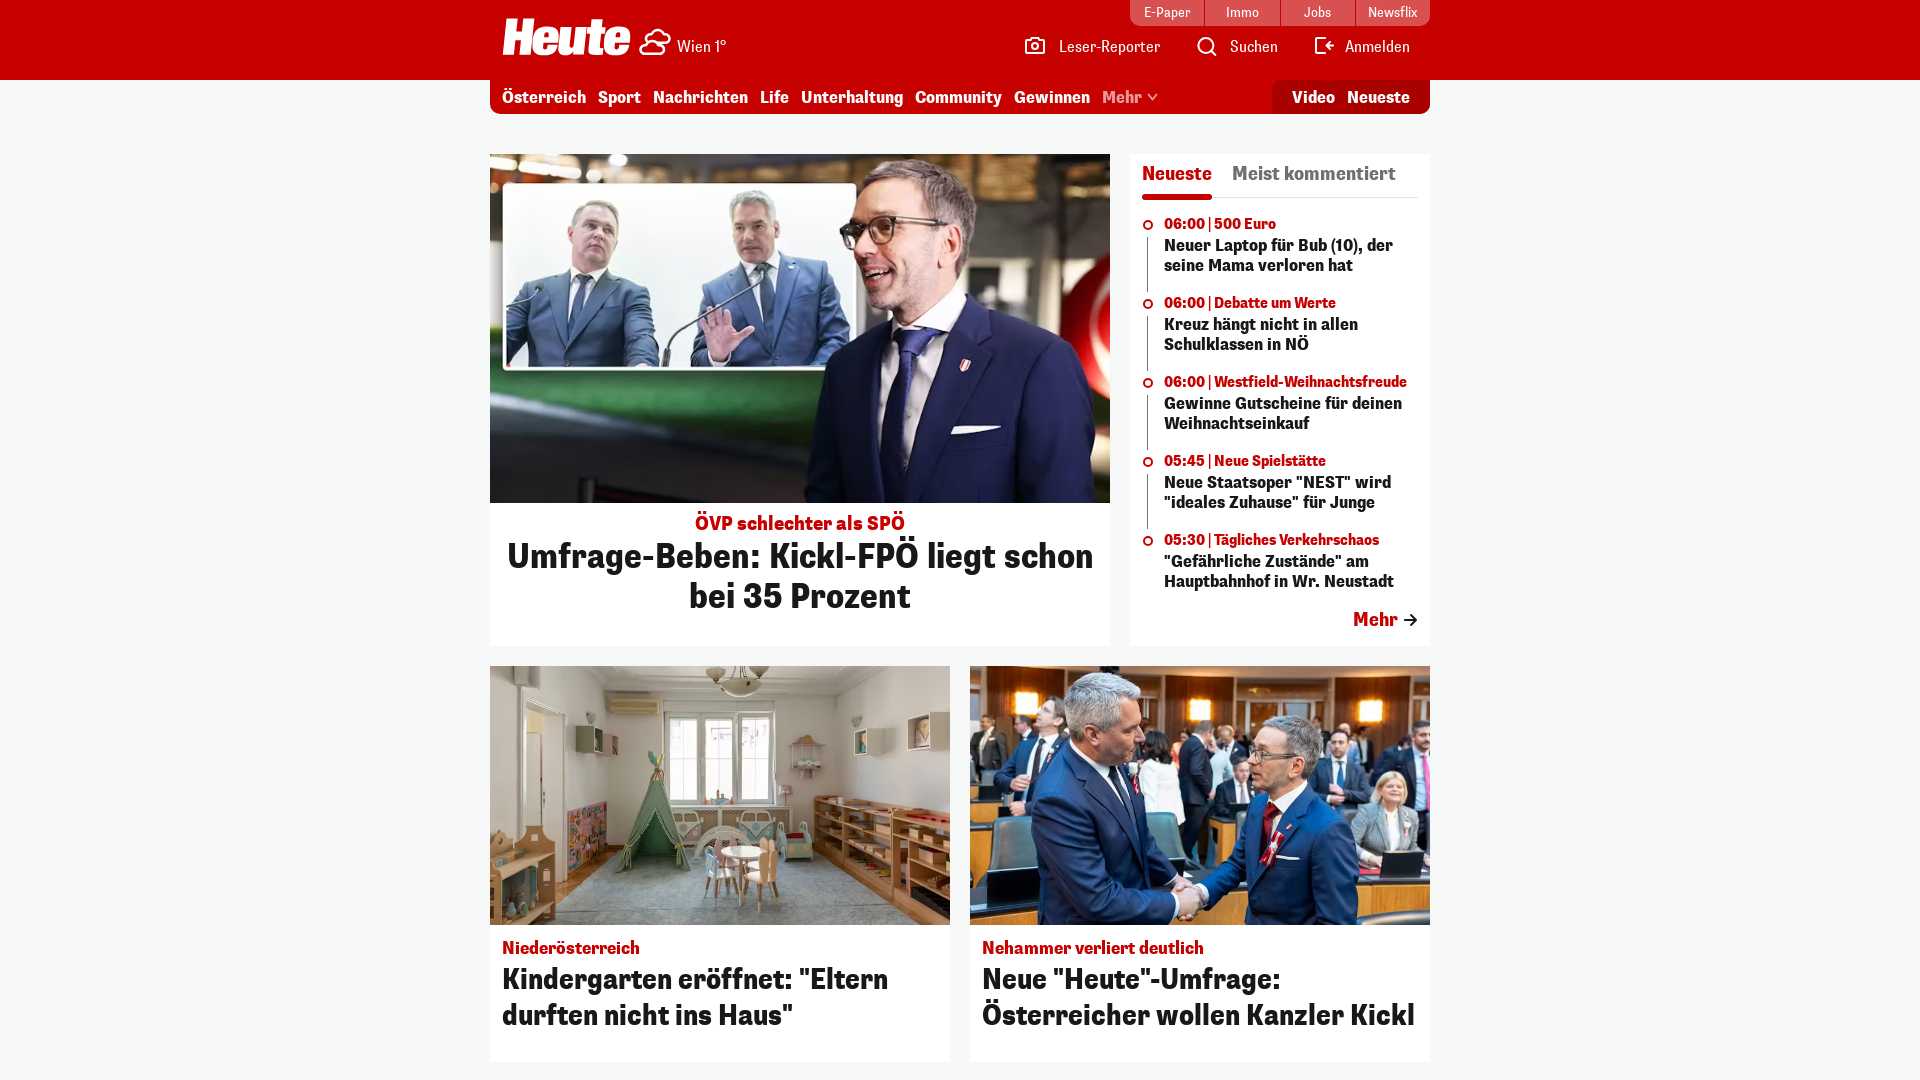 E-Paper
Immo
Jobs
Newsflix
Heute
Wien 1°
Leser-Reporter
Suchen
Anmelden
Österreich
Sport
Nachrichten
Life
Unterhaltung
Community
Gewinnen
Mehr
Video
Neueste
ÖVP schlechter als SPÖ
Umfrage-Beben: Kickl-FPÖ liegt schon
bei 35 Prozent
Neueste
Meist kommentiert
06:00 | 500 Euro
Neuer Laptop für Bub (10), der
seine Mama verloren hat
06:00 | Debatte um Werte
Kreuz hängt nicht in allen
Schulklassen in NÖ
06:00 | Westfield-Weihnachtsfreude
Gewinne Gutscheine für deinen
Weihnachtseinkauf
05:45 | Neue Spielstätte
Neue Staatsoper "NEST" wird
"ideales Zuhause" für Junge
05:30 | Tägliches Verkehrschaos
"Gefährliche Zustände" am
Hauptbahnhof in Wr. Neustadt
Mehr
Niederösterreich
Kindergarten eröffnet: "Eltern
durften nicht ins Haus"
Nehammer verliert deutlich
Neue "Heute"-Umfrage:
Österreicher wollen Kanzler Kickl